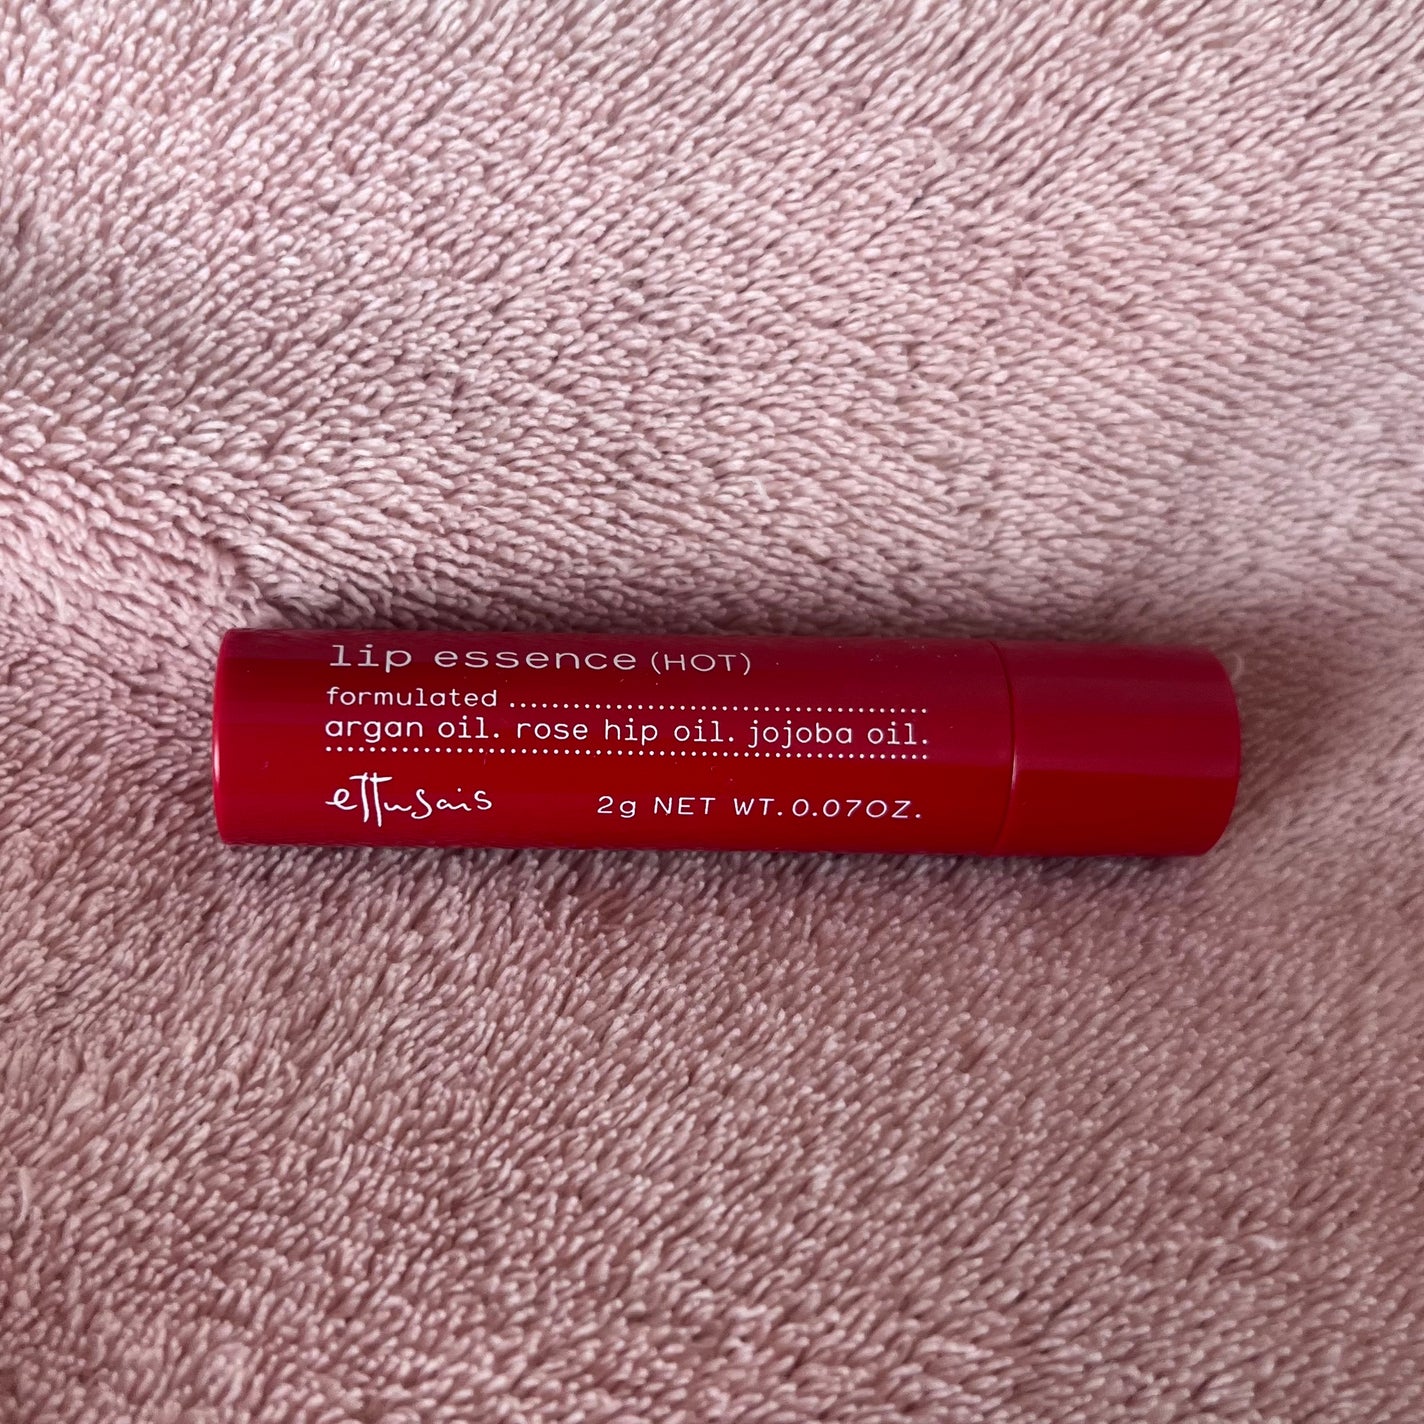 lip essence (HOT)
formulated
argan oil. rose hip oil. jojoba oil.
ettusais
2g NET WT. 0.07OZ.